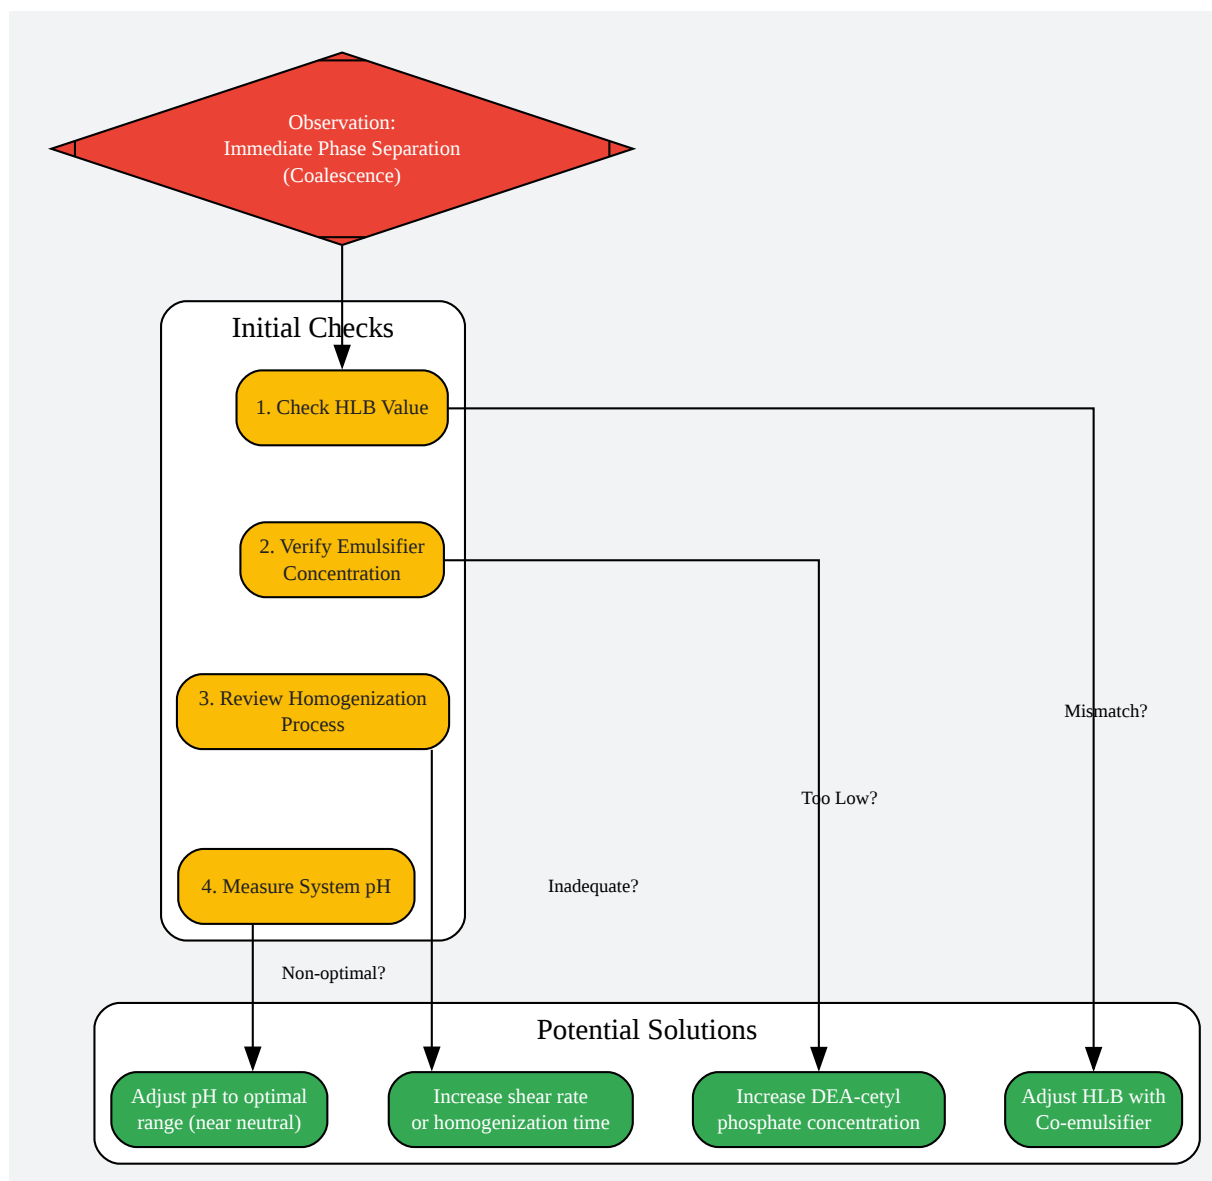 Observation:
Immediate Phase Separation
(Coalescence)
Initial Checks
1. Check HLB Value
2. Verify Emulsifier
Concentration
3. Review Homogenization
Process
Mismatch?
Too Low?
4. Measure System pH
Inadequate?
Non-optimal?
Potential Solutions
Adjust pH to optimal
range (near neutral)
Increase shear rate
or homogenization time
Increase DEA-cetyl
phosphate concentration
Adjust HLB with
Co-emulsifier